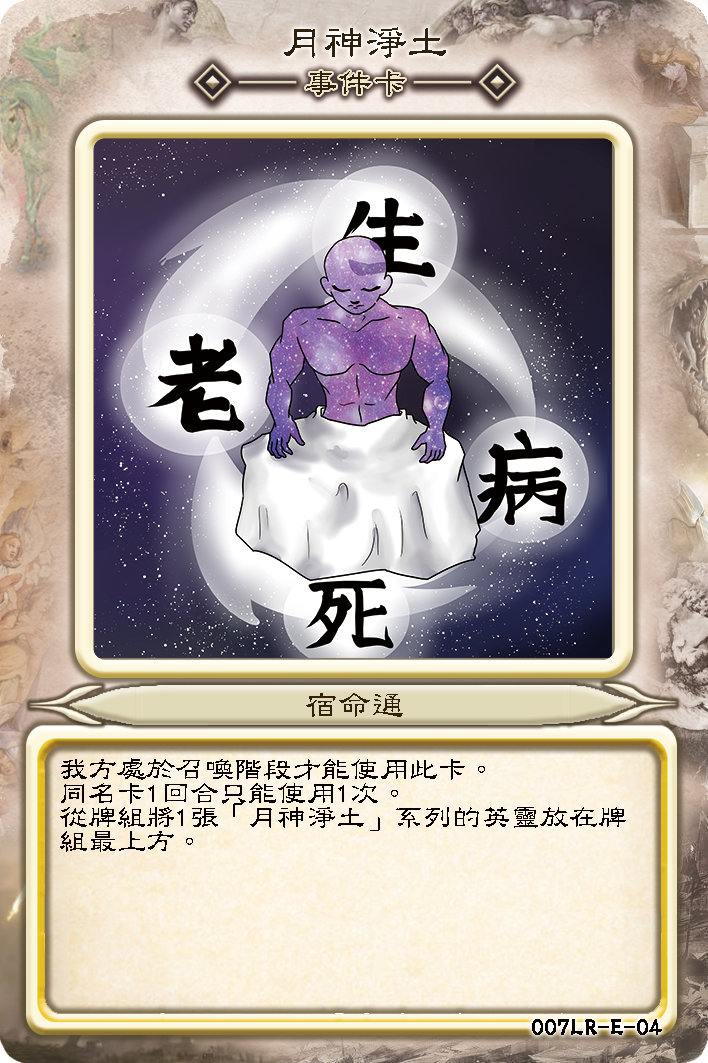 月神淨土
事件卡
生
老
病
死
宿命通
我方處於召喚階段才能使用此卡。
同名卡1回合只能使用1次。
從牌組將1張「月神淨土」系列的英靈放在牌
組最上方。
007LR-E-04